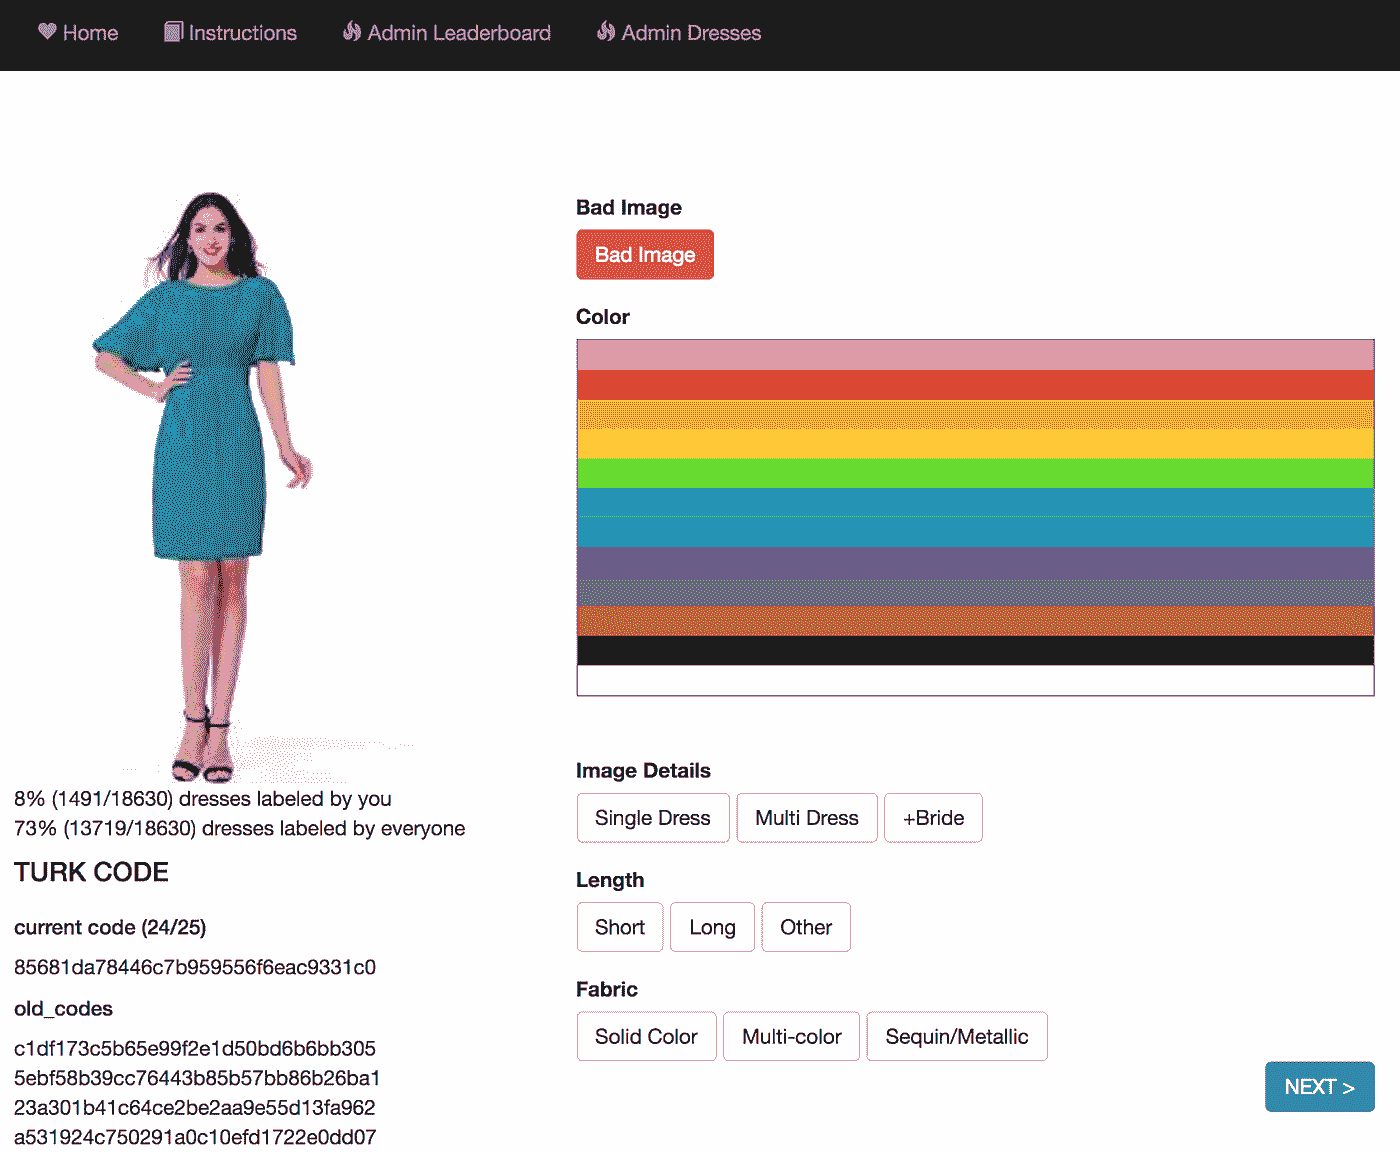 Home Instructions Admin Leaderboard Admin Dresses
Bad Image
Bad Image
Color
8% (1491/18630) dresses labeled by you
73% (13719/18630) dresses labeled by everyone
TURK CODE
current code (24/25)
85681da78446c7b959556f6eac9331c0
old_codes
c1df173c5b65e99f2e1d50bd6b6bb305
5ebf58b39cc76443b85b57bb86b26ba1
23a301b41c64ce2be2aa9e55d13fa962
a531924c750291a0c10efd1722e0dd07
Image Details
Single Dress Multi Dress +Bride
Length
Short Long Other
Fabric
Solid Color Multi-color Sequin/Metallic
NEXT >